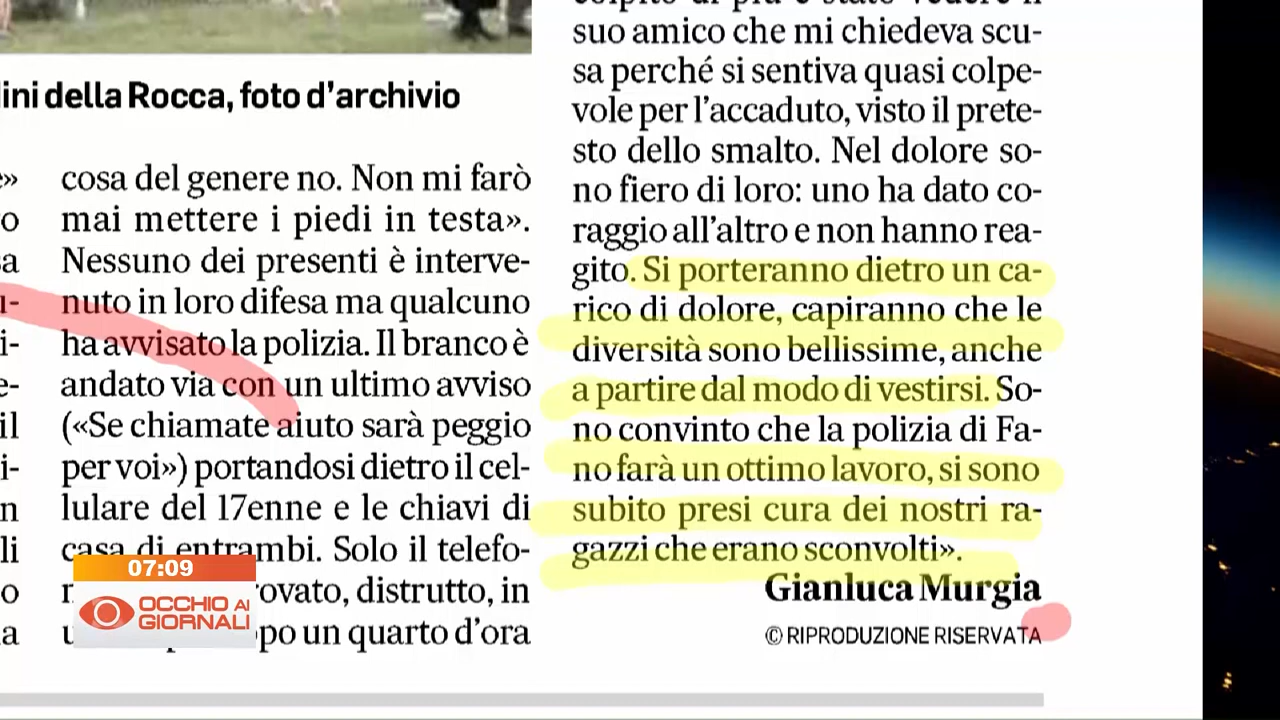 dini della Rocca, foto d'archivio
»
o
a
i-
e-
il
i-
n
li
o
a
cosa del genere no. Non mi farò
mai mettere i piedi in testa».
Nessuno dei presenti è interve-
nuto in loro difesa ma qualcuno
ha avvisato la polizia. Il branco è
andato via con un ultimo avviso
(«Se chiamate aiuto sarà peggio
per voi») portandosi dietro il cel-
lulare del 17enne e le chiavi di
casa di entrambi. Solo il telefo-
ovato, distrutto, in
po un quarto d'ora
suo amico che mi chiedeva scu-
sa perché si sentiva quasi colpe-
vole per l'accaduto, visto il prete-
sto dello smalto. Nel dolore so-
no fiero di loro: uno ha dato co-
raggio all'altro e non hanno rea-
gito. Si porteranno dietro un ca-
rico di dolore, capiranno che le
diversità sono bellissime, anche
a partire dal modo di vestirsi. So-
no convinto che la polizia di Fa-
no farà un ottimo lavoro, si sono
subito presi cura dei nostri ra-
gazzi che erano sconvolti».
Gianluca Murgia
© RIPRODUZIONE RISERVATA
07:09
OCCHIO AI
GIORNALI